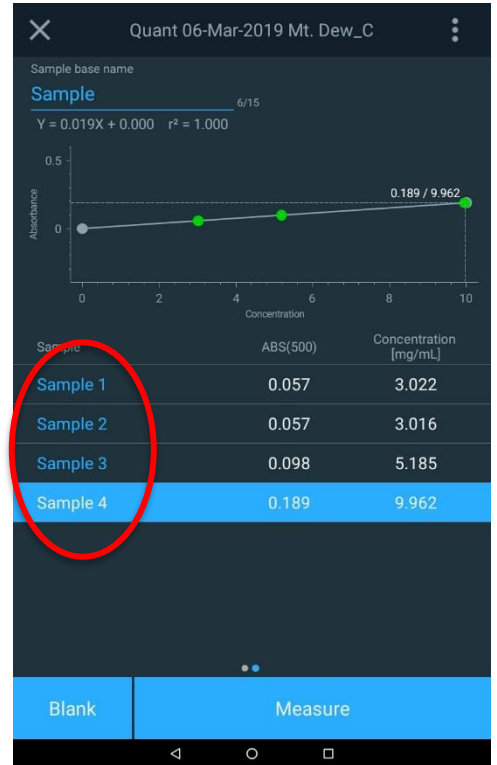 Quant 06-Mar-2019 Mt. Dew_C
Sample base name
Sample
6/15
Y = 0.019X + 0.000 r² = 1.000
0.5
0.189 / 9.962
Absorbance
0
0 2 4 6 8 10
Concentration
Sample ABS(500) Concentration
[mg/mL]
Sample 1 0.057 3.022
Sample 2 0.057 3.016
Sample 3 0.098 5.185
Sample 4 0.189 9.962
Blank Measure